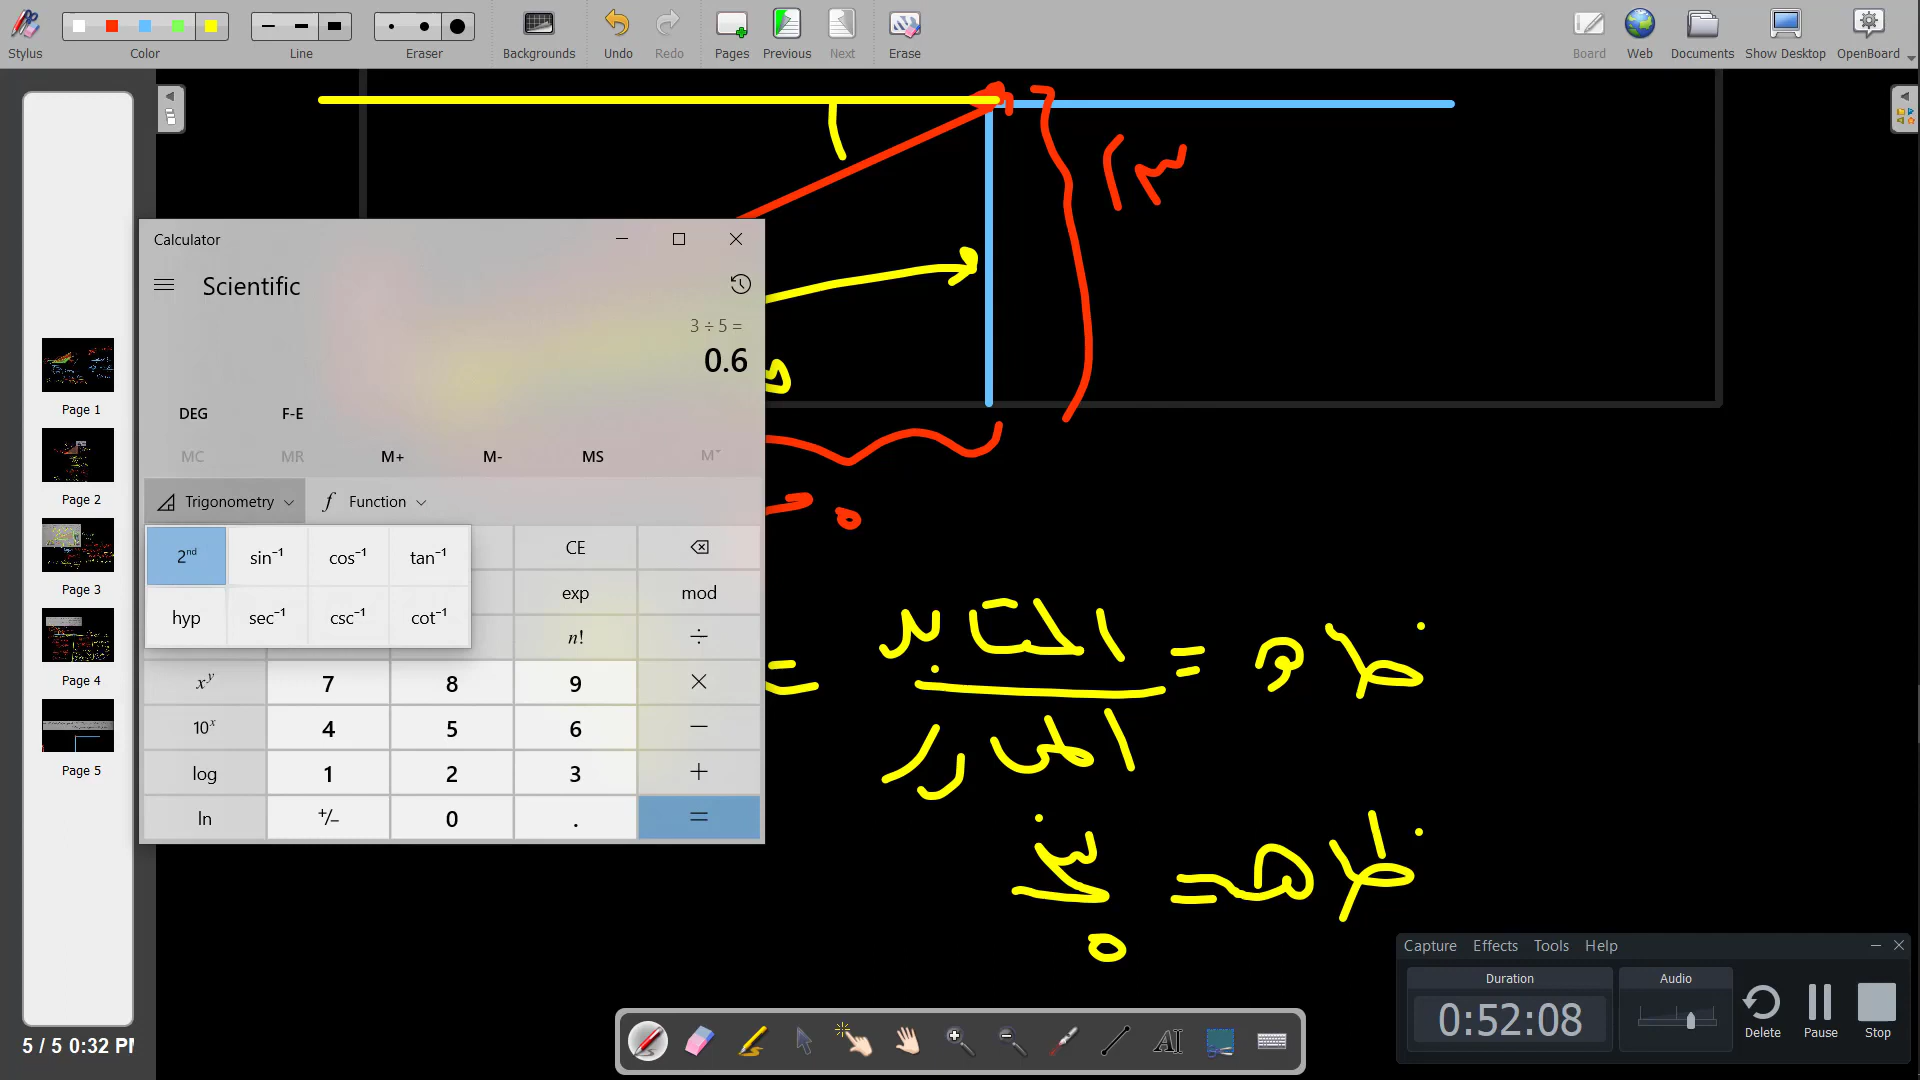 Stylus
Color
Line
Eraser
Backgrounds
Undo
Redo
Pages
Previous
Next
Erase
Board
Web
Documents
Show Desktop
OpenBoard
Page 1
Page 2
Page 3
Page 4
Page 5
5 / 5 0:32 PM
Calculator
Scientific
3 ÷ 5 =
0.6
DEG F-E
MC MR M+ M- MS M˅
Trigonometry Function
2nd sin⁻¹ cos⁻¹ tan⁻¹
hyp sec⁻¹ csc⁻¹ cot⁻¹
CE
exp mod
n! ÷
xʸ 7 8 9 ×
10ˣ 4 5 6 −
log 1 2 3 +
ln +/− 0 . =
Capture Effects Tools Help
Duration Audio
0:52:08
Delete Pause Stop